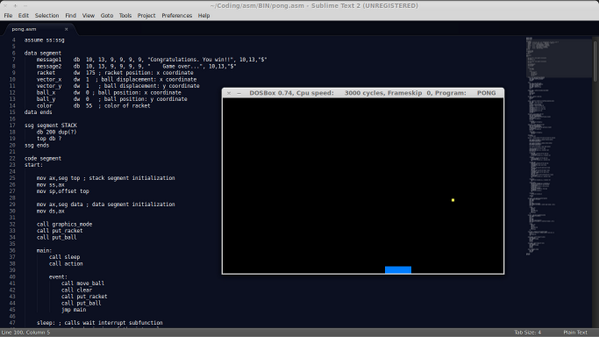 ~/Coding/asm/BIN/pong.asm - Sublime Text 2 (UNREGISTERED)
File Edit Selection Find View Goto Tools Project Preferences Help
pong.asm ×
4 assume ss:ssg
5
6 data segment
7 message1 db 10, 13, 9, 9, 9, 9, "Congratulations. You win!!", 10,13,"$"
8 message2 db 10, 13, 9, 9, 9, 9, " Game over...", 10,13,"$"
9 racket dw 175 ; racket position: x coordinate
10 vector_x dw 1 ; ball displacement: x coordinate
11 vector_y dw 1 ; ball displacement: y coordinate
12 ball_x dw 0 ; ball position: x coordinate
13 ball_y dw 0 ; ball position: y coordinate
14 color db 55 ; color of racket
15 data ends
16
17 ssg segment STACK
18 db 200 dup(?)
19 top db ?
20 ssg ends
21
22 code segment
23 start:
24
25 mov ax,seg top ; stack segment initialization
26 mov ss,ax
27 mov sp,offset top
28
29 mov ax,seg data ; data segment initialization
30 mov ds,ax
31
32 call graphics_mode
33 call put_racket
34 call put_ball
35
36 main:
37 call sleep
38 call action
39
40 event:
41 call move_ball
42 call clear
43 call put_racket
44 call put_ball
45 jmp main
46
47 sleep: ; calls wait interrupt subfunction
DOSBox 0.74, Cpu speed: 3000 cycles, Frameskip 0, Program: PONG
Line 100, Column 5
Tab Size: 4
Plain Text